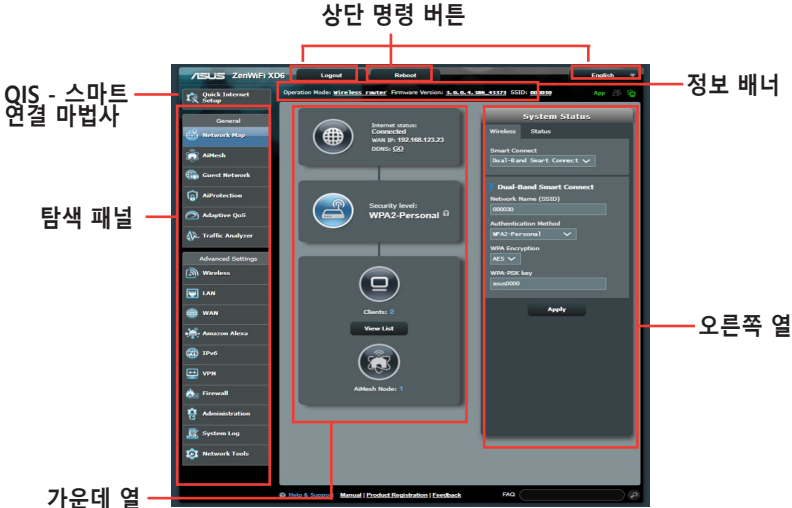 상단 명령 버튼
정보 배너
QIS - 스마트
연결 마법사
탐색 패널
오른쪽 열
가운데 열
ASUS ZenWiFi XD6
Logout
Reboot
English
Quick Internet
Setup
Operation Mode: Wireless router Firmware Version: 3.0.0.4.386_43373 SSID: 000030
App
General
Network Map
AiMesh
Guest Network
AiProtection
Adaptive QoS
Traffic Analyzer
Advanced Settings
Wireless
LAN
WAN
Amazon Alexa
IPv6
VPN
Firewall
Administration
System Log
Network Tools
Internet status:
Connected
WAN IP: 192.168.123.23
DDNS: GO
Security level:
WPA2-Personal
Clients: 2
View List
AiMesh Node: 1
System Status
Wireless Status
Smart Connect
Dual-Band Smart Connect
Dual-Band Smart Connect
Network Name (SSID)
000030
Authentication Method
WPA2-Personal
WPA Encryption
AES
WPA-PSK key
asus0000
Apply
Help & Support Manual | Product Registration | Feedback
FAQ